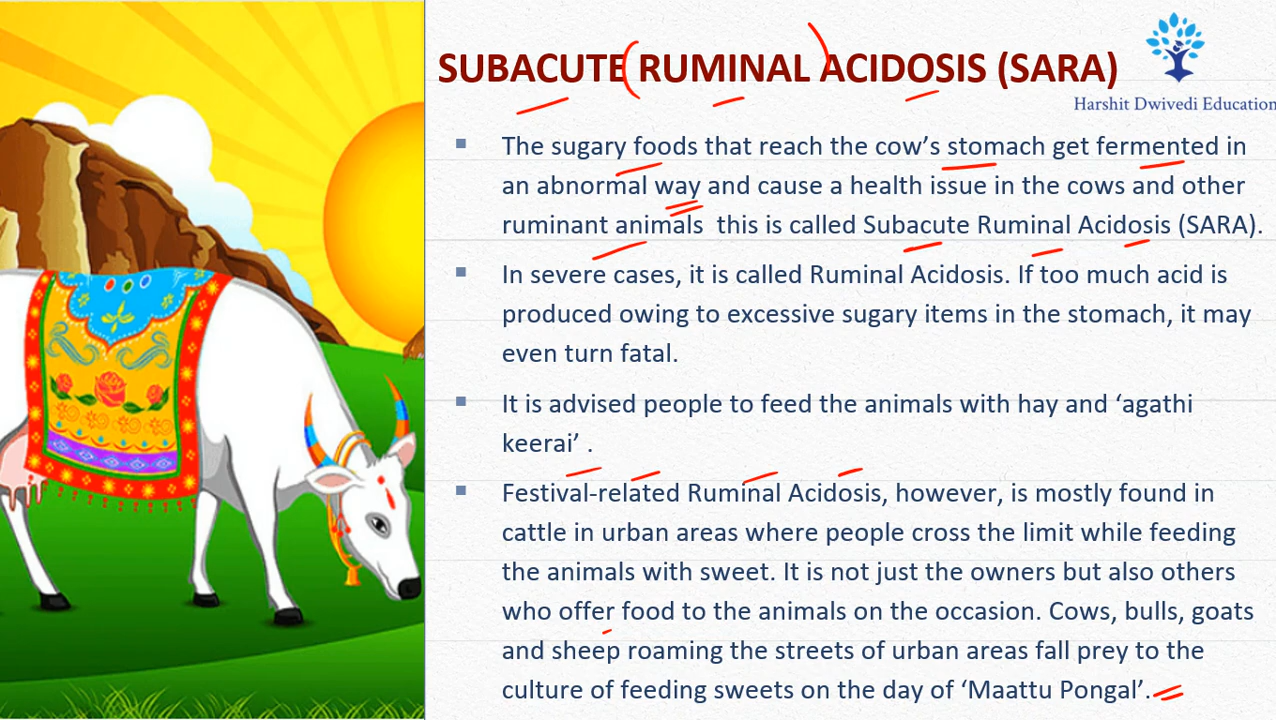 SUBACUTE RUMINAL ACIDOSIS (SARA)
Harshit Dwivedi Education
The sugary foods that reach the cow’s stomach get fermented in
an abnormal way and cause a health issue in the cows and other
ruminant animals this is called Subacute Ruminal Acidosis (SARA).
In severe cases, it is called Ruminal Acidosis. If too much acid is
produced owing to excessive sugary items in the stomach, it may
even turn fatal.
It is advised people to feed the animals with hay and ‘agathi
keerai’ .
Festival-related Ruminal Acidosis, however, is mostly found in
cattle in urban areas where people cross the limit while feeding
the animals with sweet. It is not just the owners but also others
who offer food to the animals on the occasion. Cows, bulls, goats
and sheep roaming the streets of urban areas fall prey to the
culture of feeding sweets on the day of ‘Maattu Pongal’.